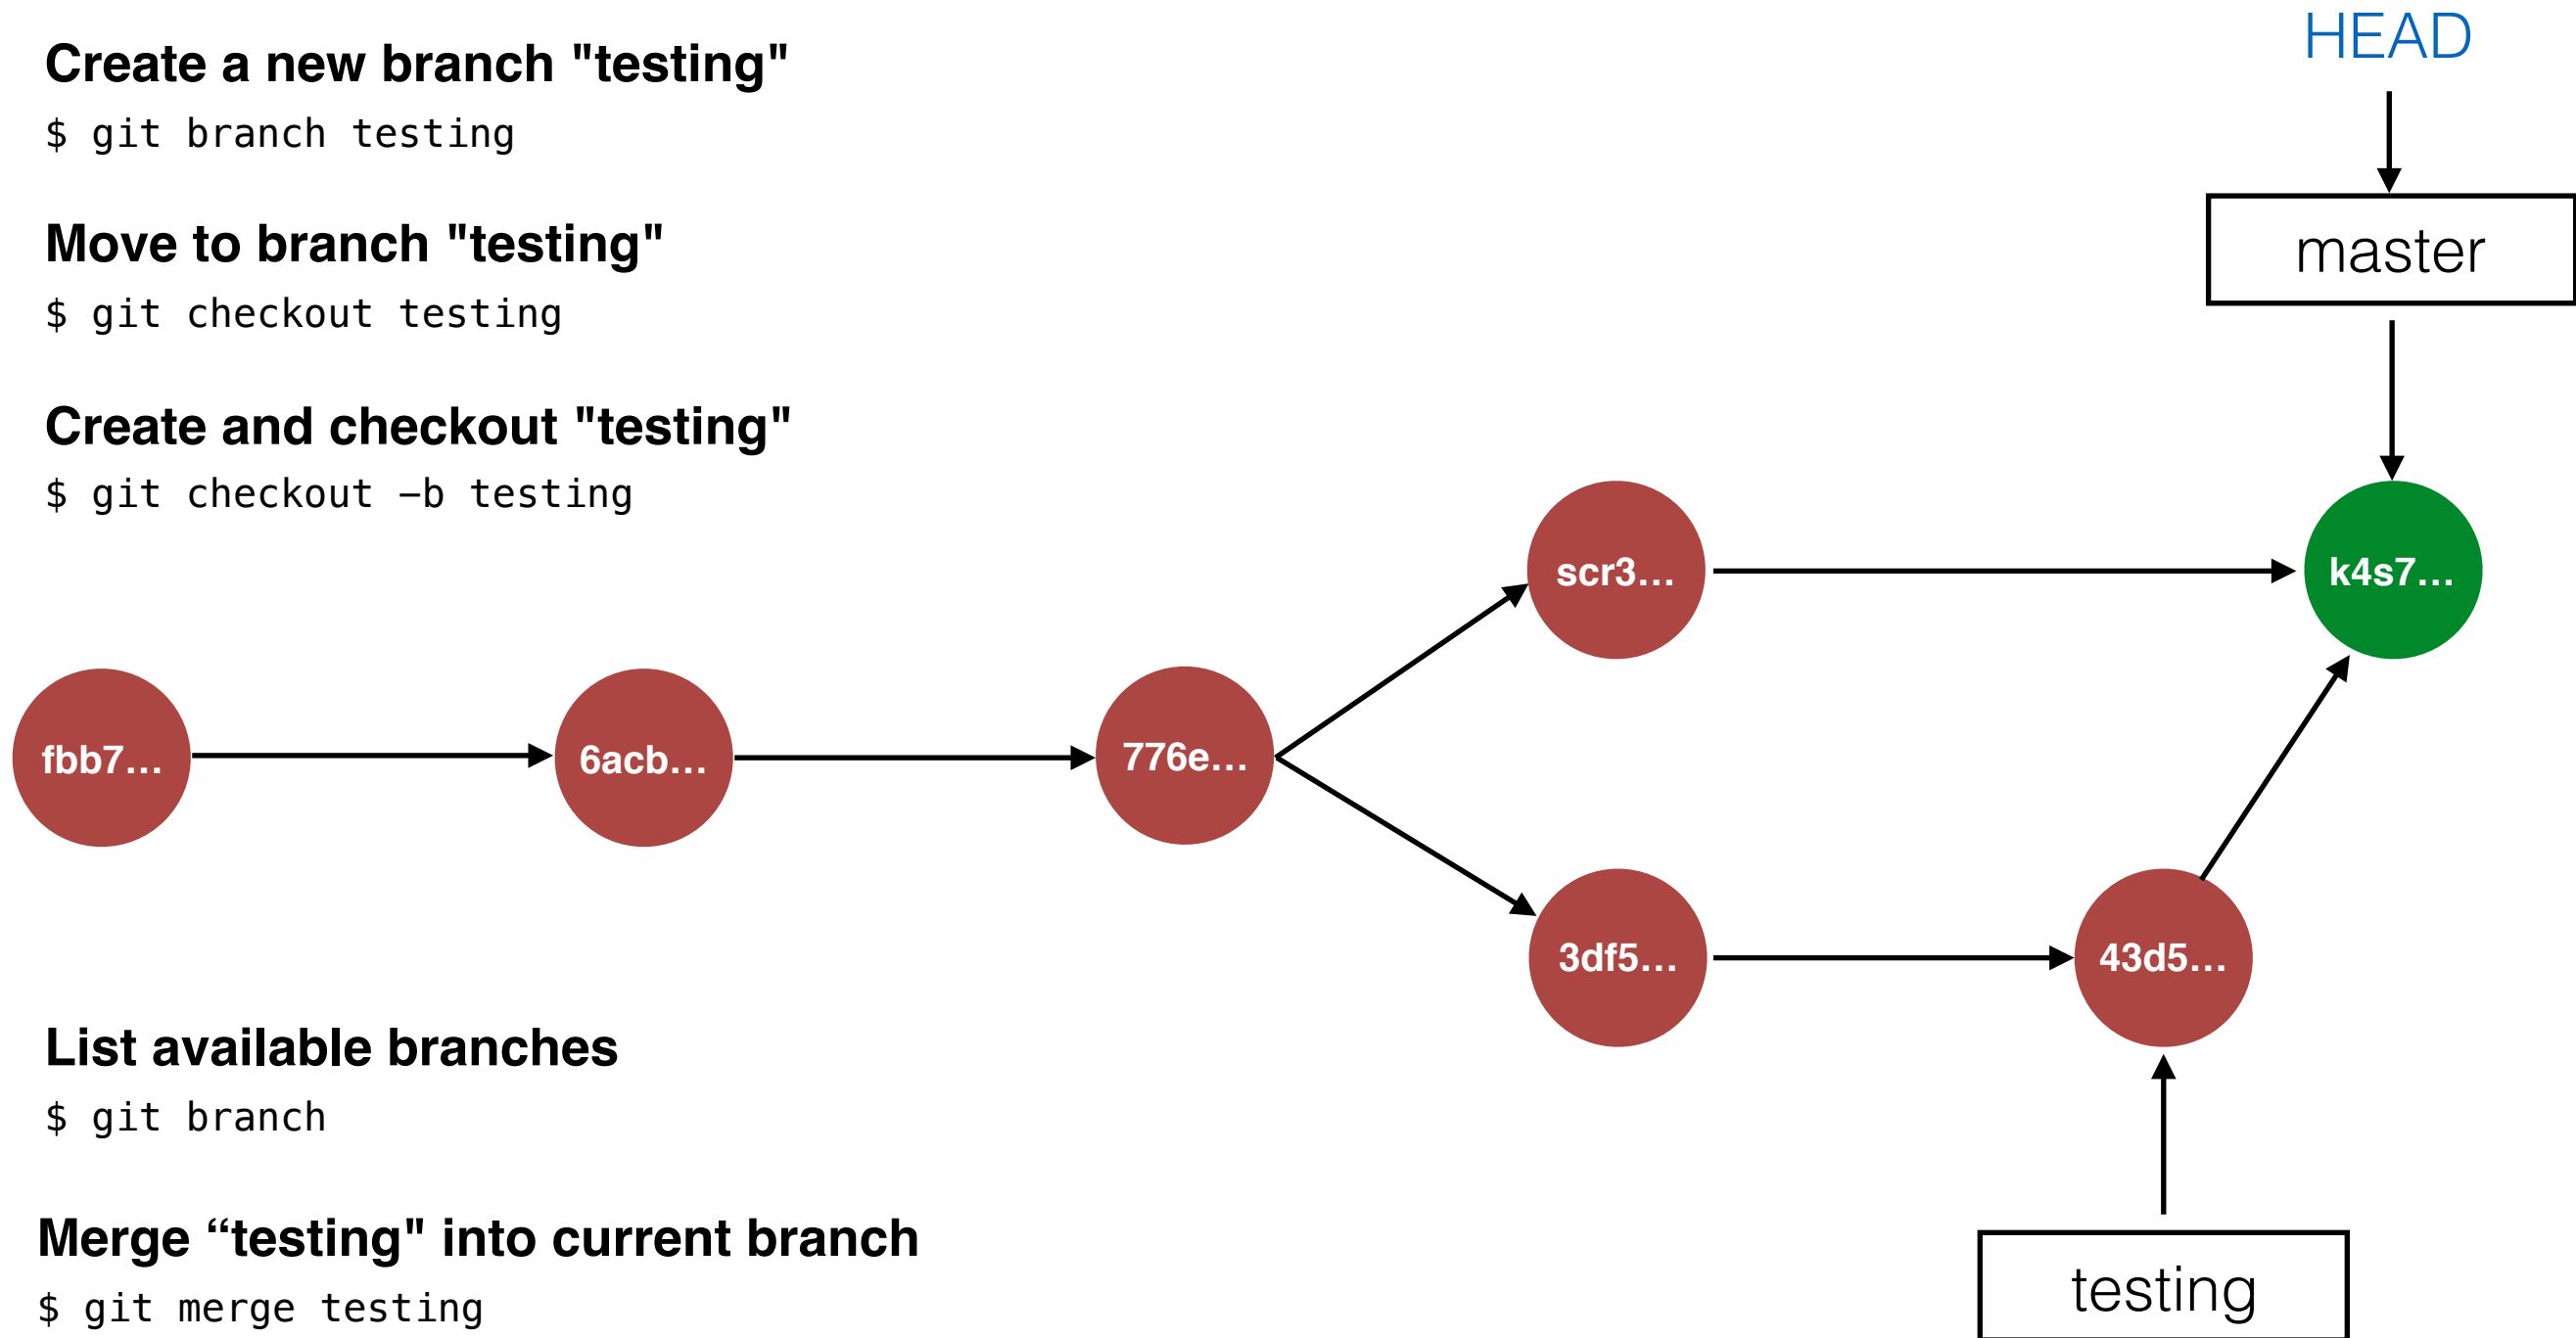 Create a new branch "testing"
$ git branch testing
Move to branch "testing"
$ git checkout testing
Create and checkout "testing"
$ git checkout –b testing
HEAD
master
scr3...
k4s7...
fbb7...
6acb...
776e...
3df5...
43d5...
testing
List available branches
$ git branch
Merge “testing" into current branch
$ git merge testing